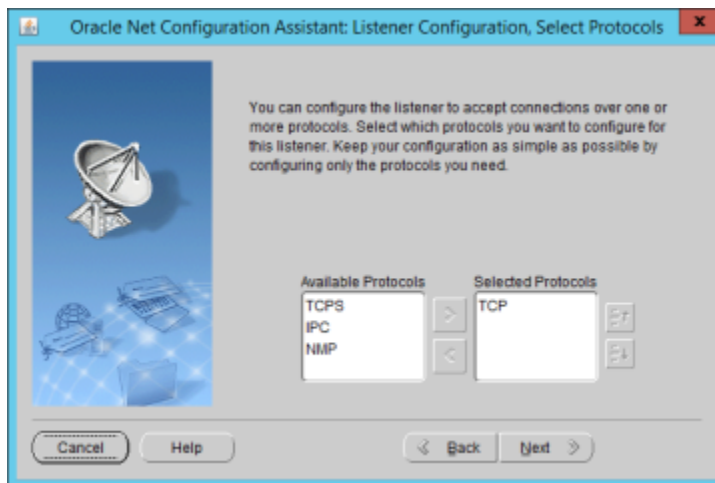 Oracle Net Configuration Assistant: Listener Configuration, Select Protocols
x
You can configure the listener to accept connections over one or
more protocols. Select which protocols you want to configure for
this listener. Keep your configuration as simple as possible by
configuring only the protocols you need.
Available Protocols
Selected Protocols
TCPS
IPC
NMP
>
<
TCP
Cancel
Help
Back
Next